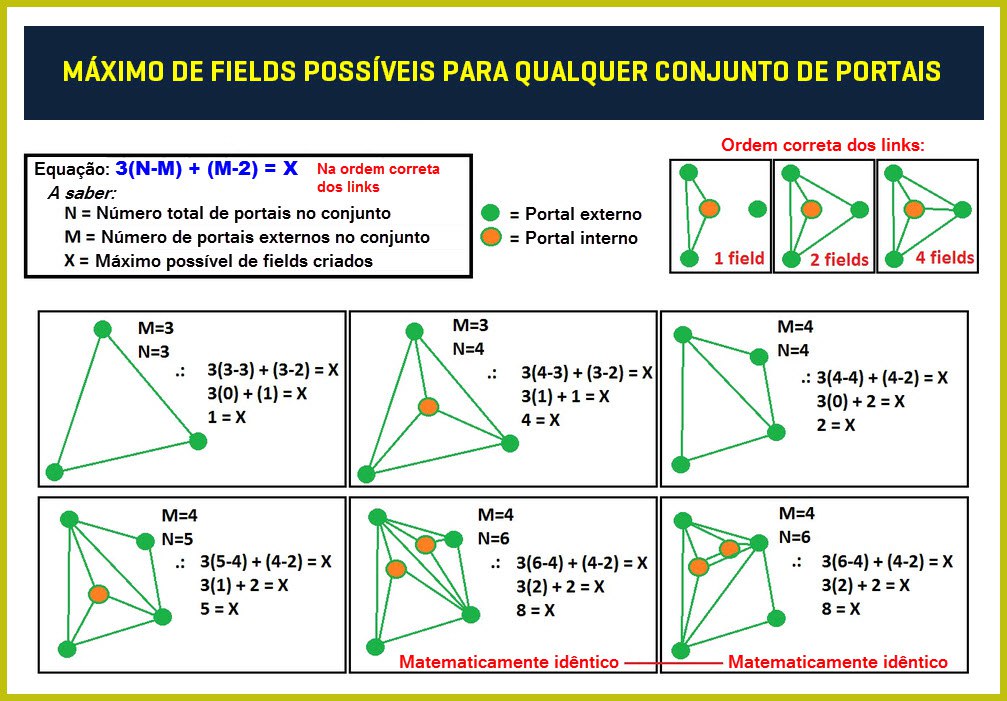 MÁXIMO DE FIELDS POSSÍVEIS PARA QUALQUER CONJUNTO DE PORTAIS
Equação: 3(N-M) + (M-2) = X Na ordem correta
dos links
A saber:
N = Número total de portais no conjunto
M = Número de portais externos no conjunto
X = Máximo possível de fields criados
= Portal externo
= Portal interno
Ordem correta dos links:
1 field
2 fields
4 fields
M=3
N=3
.: 3(3-3) + (3-2) = X
3(0) + (1) = X
1 = X
M=3
N=4
.: 3(4-3) + (3-2) = X
3(1) + 1 = X
4 = X
M=4
N=4
.: 3(4-4) + (4-2) = X
3(0) + 2 = X
2 = X
M=4
N=5
.: 3(5-4) + (4-2) = X
3(1) + 2 = X
5 = X
M=4
N=6
.: 3(6-4) + (4-2) = X
3(2) + 2 = X
8 = X
Matematicamente idêntico
M=4
N=6
.: 3(6-4) + (4-2) = X
3(2) + 2 = X
8 = X
Matematicamente idêntico